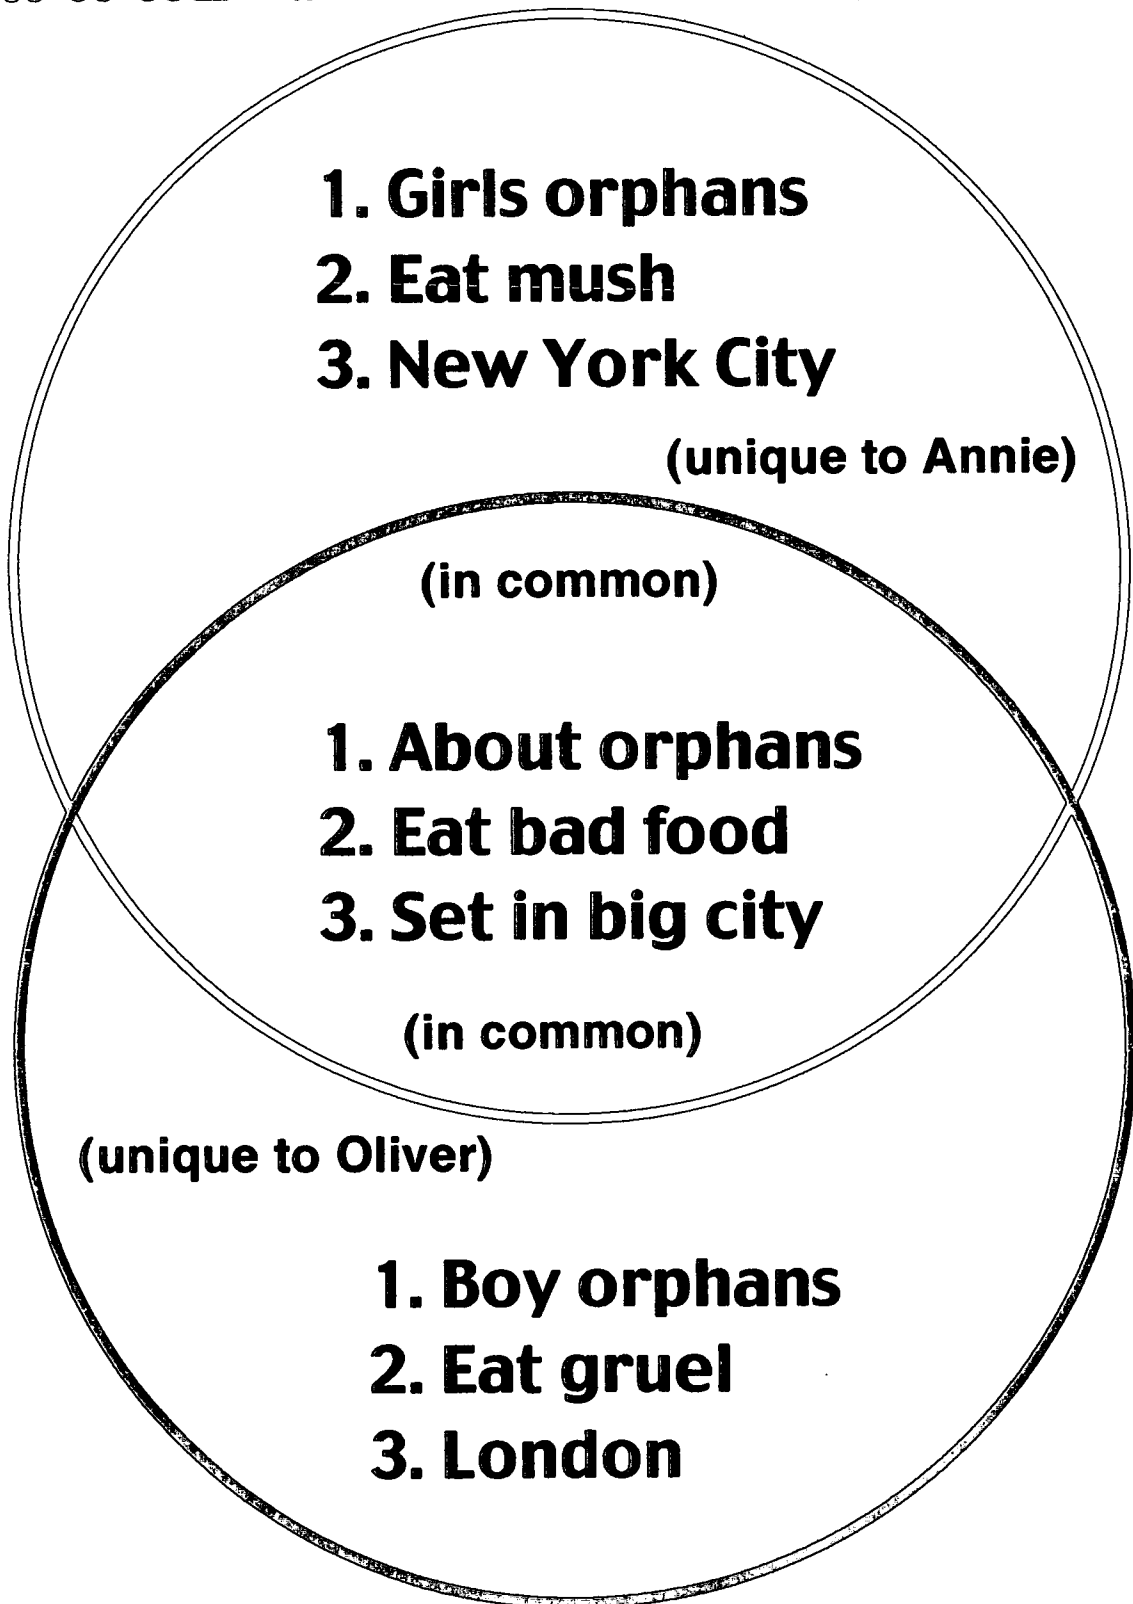 1. Girls orphans
2. Eat mush
3. New York City
(unique to Annie)
(in common)
1. About orphans
2. Eat bad food
3. Set in big city
(in common)
(unique to Oliver)
1. Boy orphans
2. Eat gruel
3. London